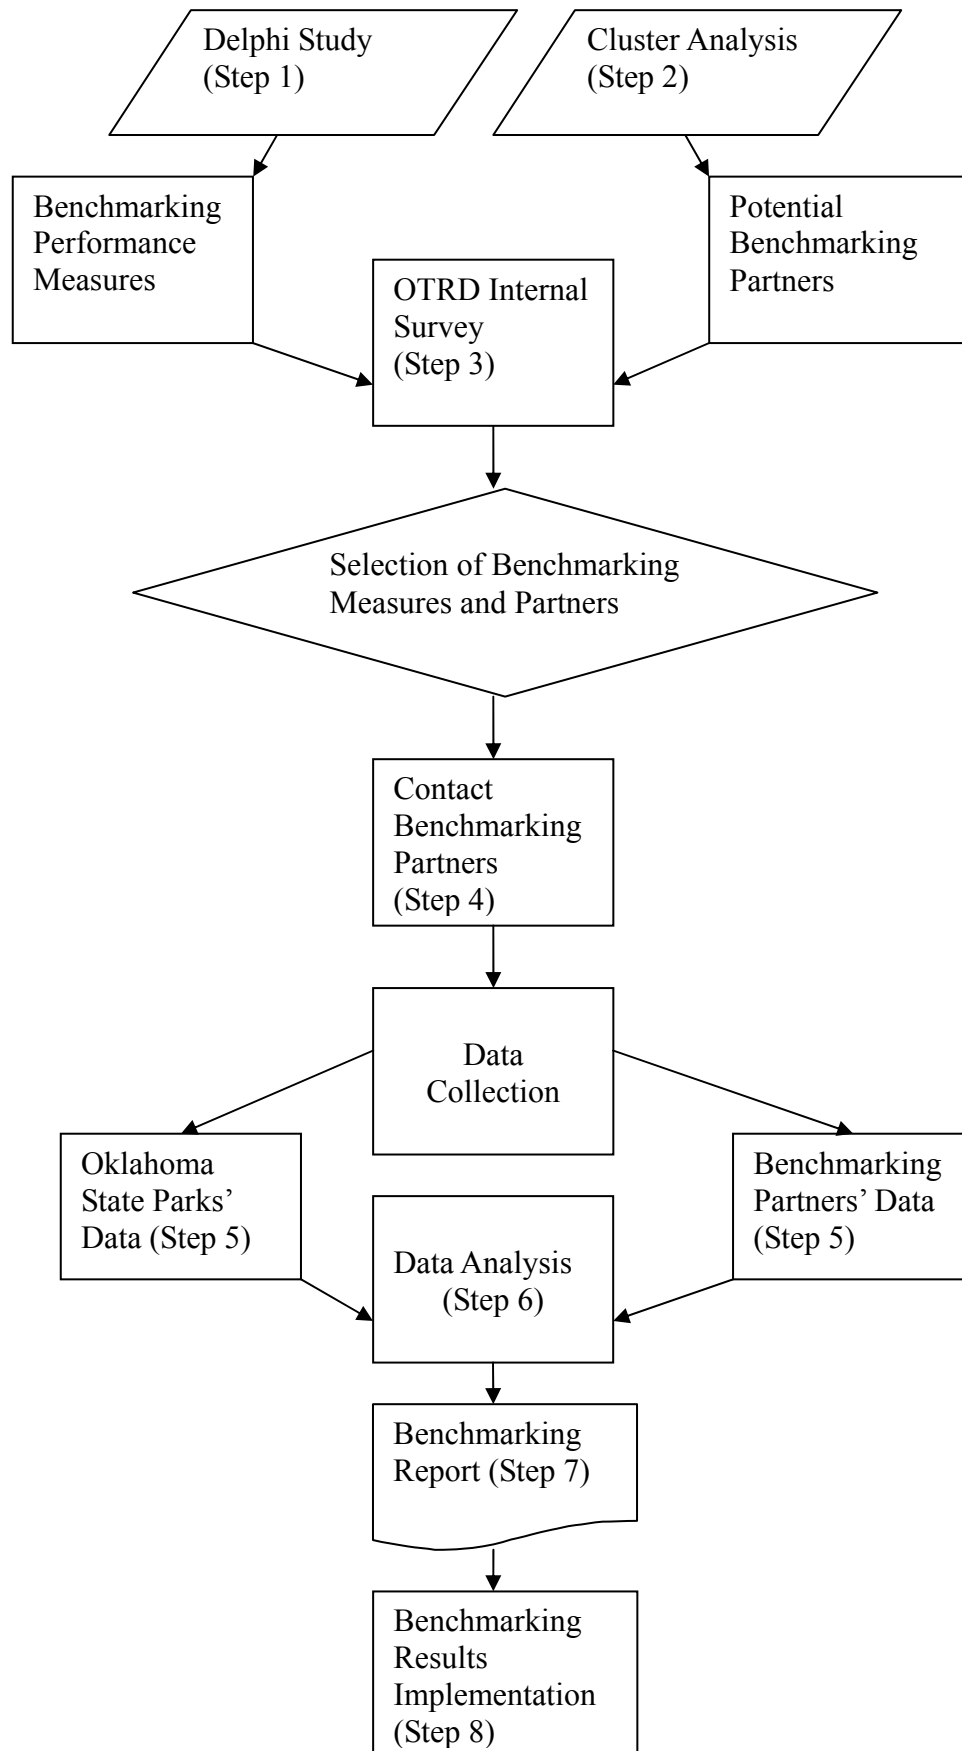 Delphi Study
(Step 1)
Cluster Analysis
(Step 2)
Benchmarking
Performance
Measures
Potential
Benchmarking
Partners
OTRD Internal
Survey
(Step 3)
Selection of Benchmarking
Measures and Partners
Contact
Benchmarking
Partners
(Step 4)
Data
Collection
Oklahoma
State Parks’
Data (Step 5)
Benchmarking
Partners’ Data
(Step 5)
Data Analysis
(Step 6)
Benchmarking
Report (Step 7)
Benchmarking
Results
Implementation
(Step 8)